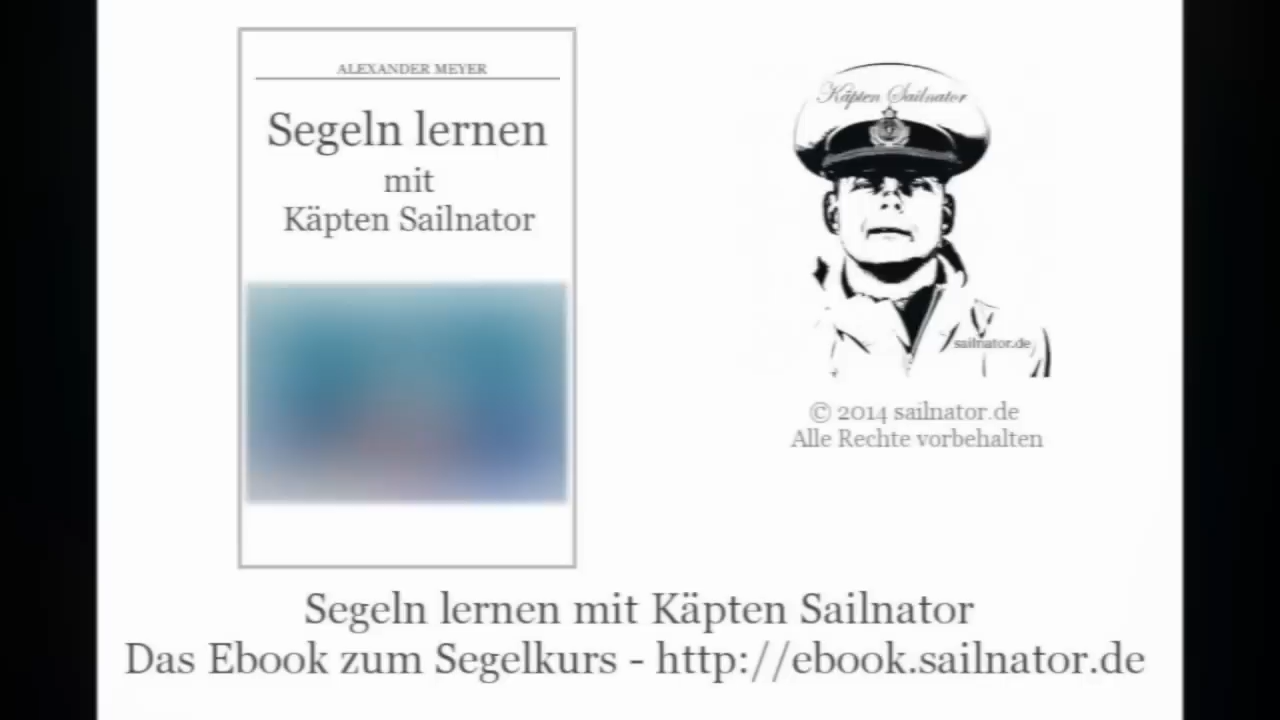 ALEXANDER MEYER
Segeln lernen
mit
Käpten Sailnator
Käpten Sailnator
sailnator.de
© 2014 sailnator.de
Alle Rechte vorbehalten
Segeln lernen mit Käpten Sailnator
Das Ebook zum Segelkurs - http://ebook.sailnator.de